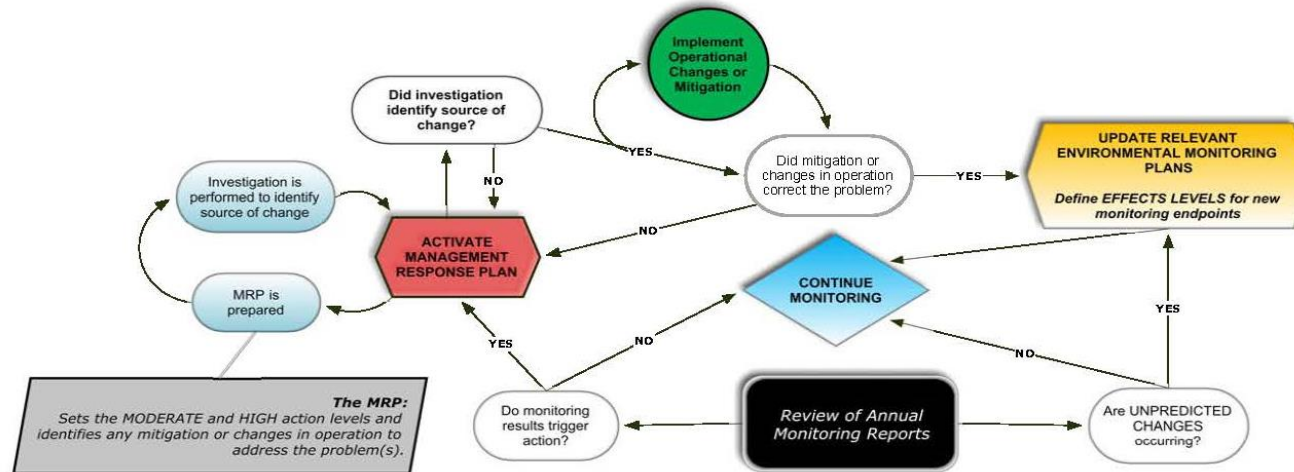 Implement
Operational
Changes or
Mitigation
Did investigation
identify source of
change?
YES
NO
Did mitigation or
changes in operation
correct the problem?
YES
UPDATE RELEVANT
ENVIRONMENTAL MONITORING
PLANS
Define EFFECTS LEVELS for new
monitoring endpoints
Investigation is
performed to identify
source of change
NO
ACTIVATE
MANAGEMENT
RESPONSE PLAN
CONTINUE
MONITORING
MRP is
prepared
YES
NO
NO
YES
The MRP:
Sets the MODERATE and HIGH action levels and
identifies any mitigation or changes in operation to
address the problem(s).
Do monitoring
results trigger
action?
Review of Annual
Monitoring Reports
Are UNPREDICTED
CHANGES
occurring?